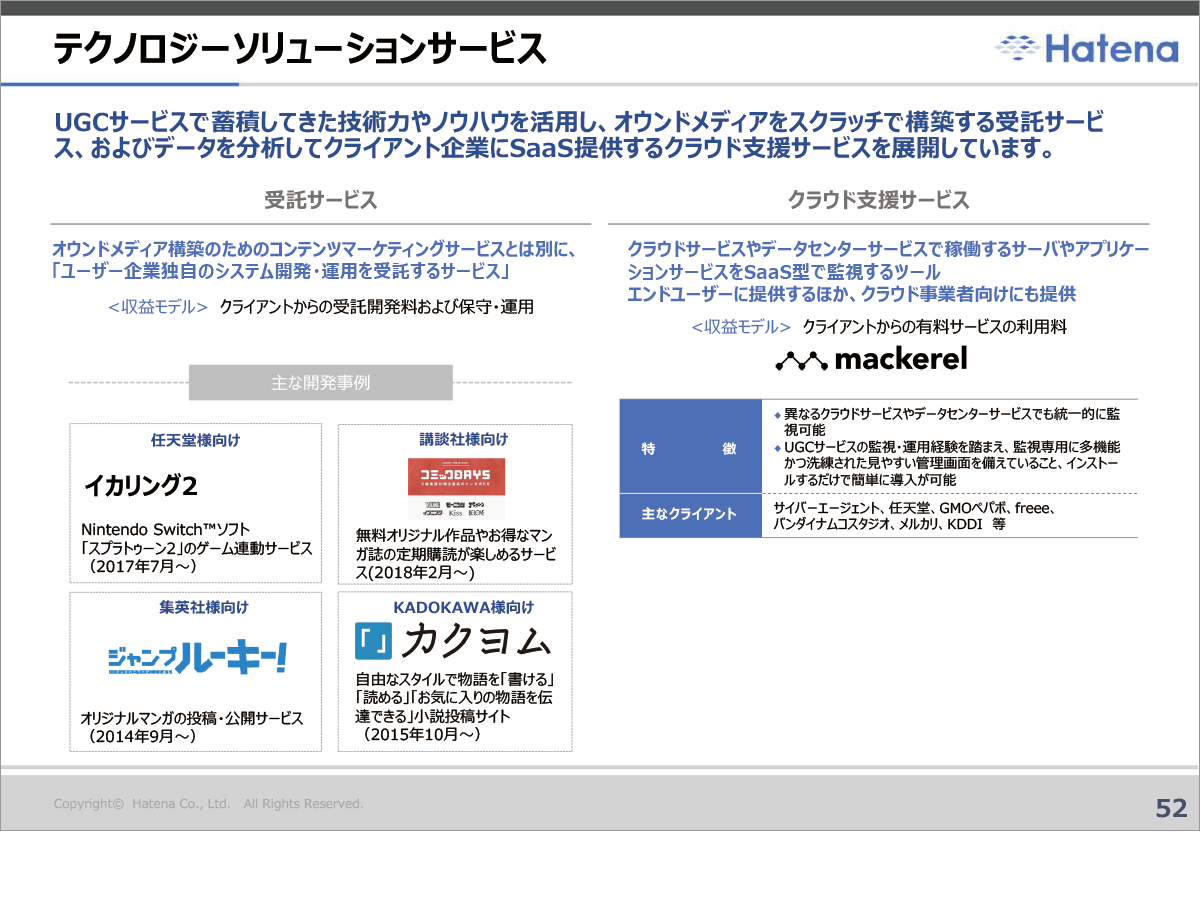 テクノロジーソリューションサービス
Hatena
UGCサービスで蓄積してきた技術力やノウハウを活用し、オウンドメディアをスクラッチで構築する受託サービ
ス、およびデータを分析してクライアント企業にSaaS提供するクラウド支援サービスを展開しています。
受託サービス
オウンドメディア構築のためのコンテンツマーケティングサービスとは別に、
「ユーザー企業独自のシステム開発・運用を受託するサービス」
<収益モデル> クライアントからの受託開発料および保守・運用
主な開発事例
任天堂様向け
イカリング2
Nintendo Switch™ソフト
「スプラトゥーン2」のゲーム連動サービス
（2017年7月～）
講談社様向け
コミックDAYS
Kiss BE・LOVE
無料オリジナル作品やお得なマン
ガ誌の定期購読が楽しめるサービ
ス(2018年2月～)
集英社様向け
ジャンプルーキー!
オリジナルマンガの投稿・公開サービス
（2014年9月～）
KADOKAWA様向け
「」カクヨム
自由なスタイルで物語を「書ける」
「読める」「お気に入りの物語を伝
達できる」小説投稿サイト
（2015年10月～）
クラウド支援サービス
クラウドサービスやデータセンターサービスで稼働するサーバやアプリケー
ションサービスをSaaS型で監視するツール
エンドユーザーに提供するほか、クラウド事業者向けにも提供
<収益モデル> クライアントからの有料サービスの利用料
mackerel
特 徴
◆異なるクラウドサービスやデータセンターサービスでも統一的に監
視可能
◆UGCサービスの監視・運用経験を踏まえ、監視専用に多機能
かつ洗練された見やすい管理画面を備えていること、インストー
ルするだけで簡単に導入が可能
主なクライアント
サイバーエージェント、任天堂、GMOペパボ、freee、
バンダイナムコスタジオ、メルカリ、KDDI 等
Copyright© Hatena Co., Ltd. All Rights Reserved.
52